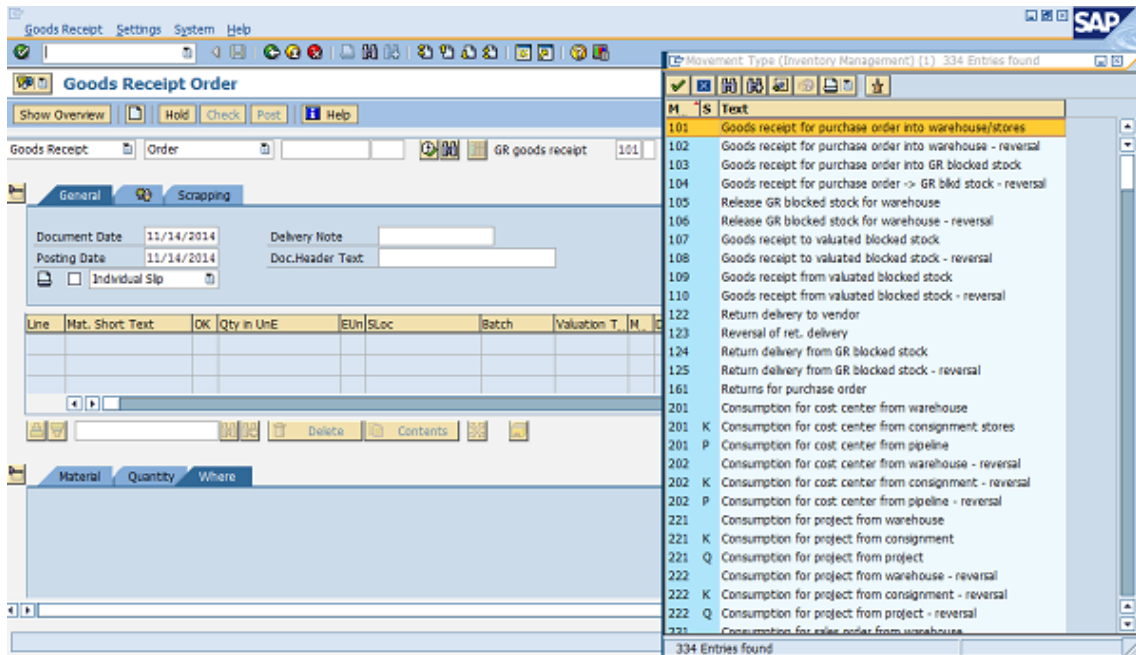 Goods Receipt Settings System Help
SAP
Goods Receipt Order
Show Overview Hold Check Post Help
Goods Receipt Order GR goods receipt 101
General Scrapping
Document Date 11/14/2014 Delivery Note
Posting Date 11/14/2014 Doc.Header Text
Individual Slip
Line Mat. Short Text OK Qty in UnE EUn SLoc Batch Valuation T.. M.. D
Delete Contents
Material Quantity Where
Movement Type (Inventory Management) (1) 334 Entries found
M.. S Text
101 Goods receipt for purchase order into warehouse/stores
102 Goods receipt for purchase order into warehouse - reversal
103 Goods receipt for purchase order into GR blocked stock
104 Goods receipt for purchase order -> GR blkd stock - reversal
105 Release GR blocked stock for warehouse
106 Release GR blocked stock for warehouse - reversal
107 Goods receipt to valuated blocked stock
108 Goods receipt to valuated blocked stock - reversal
109 Goods receipt from valuated blocked stock
110 Goods receipt from valuated blocked stock - reversal
122 Return delivery to vendor
123 Reversal of ret. delivery
124 Return delivery from GR blocked stock
125 Return delivery from GR blocked stock - reversal
161 Returns for purchase order
201 Consumption for cost center from warehouse
201 K Consumption for cost center from consignment stores
201 P Consumption for cost center from pipeline
202 Consumption for cost center from warehouse - reversal
202 K Consumption for cost center from consignment - reversal
202 P Consumption for cost center from pipeline - reversal
221 Consumption for project from warehouse
221 K Consumption for project from consignment
221 Q Consumption for project from project
222 Consumption for project from warehouse - reversal
222 K Consumption for project from consignment - reversal
222 Q Consumption for project from project - reversal
231 Consumption for sales order from warehouse
334 Entries found